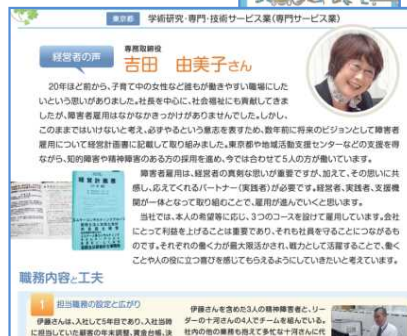 東京都 学術研究・専門・技術サービス業(専門サービス業)
経営者の声
専務取締役
吉田 由美子さん
20年ほど前から、子育て中の女性など誰もが働きやすい職場にした
いという思いがありました。社長を中心に、社会福祉にも貢献してきま
したが、障害者雇用はなかなかきっかけがありませんでした。しかし、
このままではいけないと考え、必ずやるという意志を表すため、数年前に将来のビジョンとして障害者
雇用について経営計画書に記載して取り組みました。東京都や地域活動支援センターなどの支援を得
ながら、知的障害や精神障害のある方の採用を進め、今では合わせて5人の方が働いています。
障害者雇用は、経営者の真剣な思いが重要ですが、加えて、その思いに共
感し、応えてくれるパートナー(実践者)が必要です。経営者、実践者、支援機
関が一体となって取り組むことで、雇用が進んでいくと思います。
当社では、本人の希望等に応じ、3つのコースを設けて雇用しています。会社
にとって利益を上げることは重要であり、それも社員を守ることにつながるも
のです。それぞれの働く力が最大限活かされ、戦力として活躍することで、働く
ことや人の役に立つ喜びを感じてもらえるようにしていきたいと考えています。
経営計画書
職務内容と工夫
1 担当職務の設定と広がり
伊藤さんは、入社して5年目であり、入社当時
に担当していた顧客の年末調整、賃金台帳、決
伊藤さんを含めた3人の精神障害者と、リー
ダーの十河さんの4人でチームを組んでいる。
社内の他の業務も抱えて多忙な十河さんに代